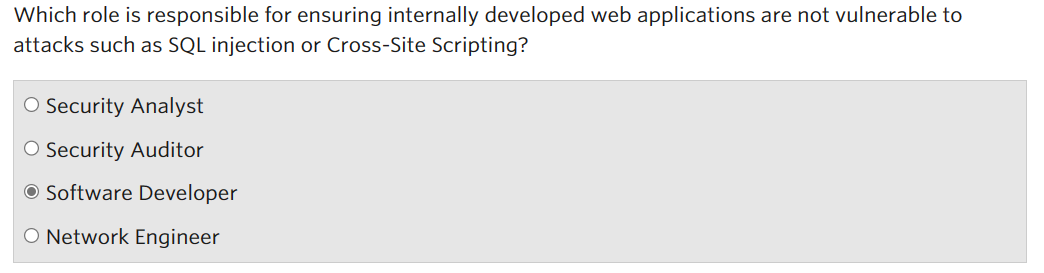 Which role is responsible for ensuring internally developed web applications are not vulnerable to
attacks such as SQL injection or Cross-Site Scripting?
Security Analyst
Security Auditor
Software Developer
Network Engineer